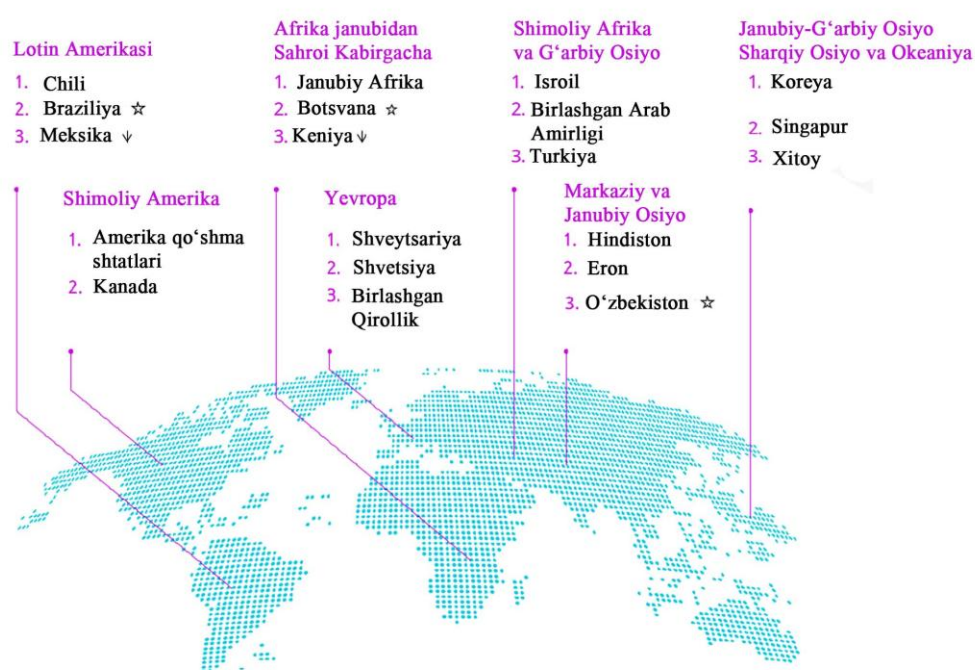 Lotin Amerikasi
1. Chili
2. Braziliya ☆
3. Meksika ↓
Afrika janubidan
Sahroi Kabirgacha
1. Janubiy Afrika
2. Botsvana ☆
3. Keniya ↓
Shimoliy Afrika
va G‘arbiy Osiyo
1. Isroil
2. Birlashgan Arab
Amirligi
3. Turkiya
Janubiy-G‘arbiy Osiyo
Sharqiy Osiyo va Okeaniya
1. Koreya
2. Singapur
3. Xitoy
Shimoliy Amerika
1. Amerika qo‘shma
shtatlari
2. Kanada
Yevropa
1. Shveytsariya
2. Shvetsiya
3. Birlashgan
Qirollik
Markaziy va
Janubiy Osiyo
1. Hindiston
2. Eron
3. O‘zbekiston ☆